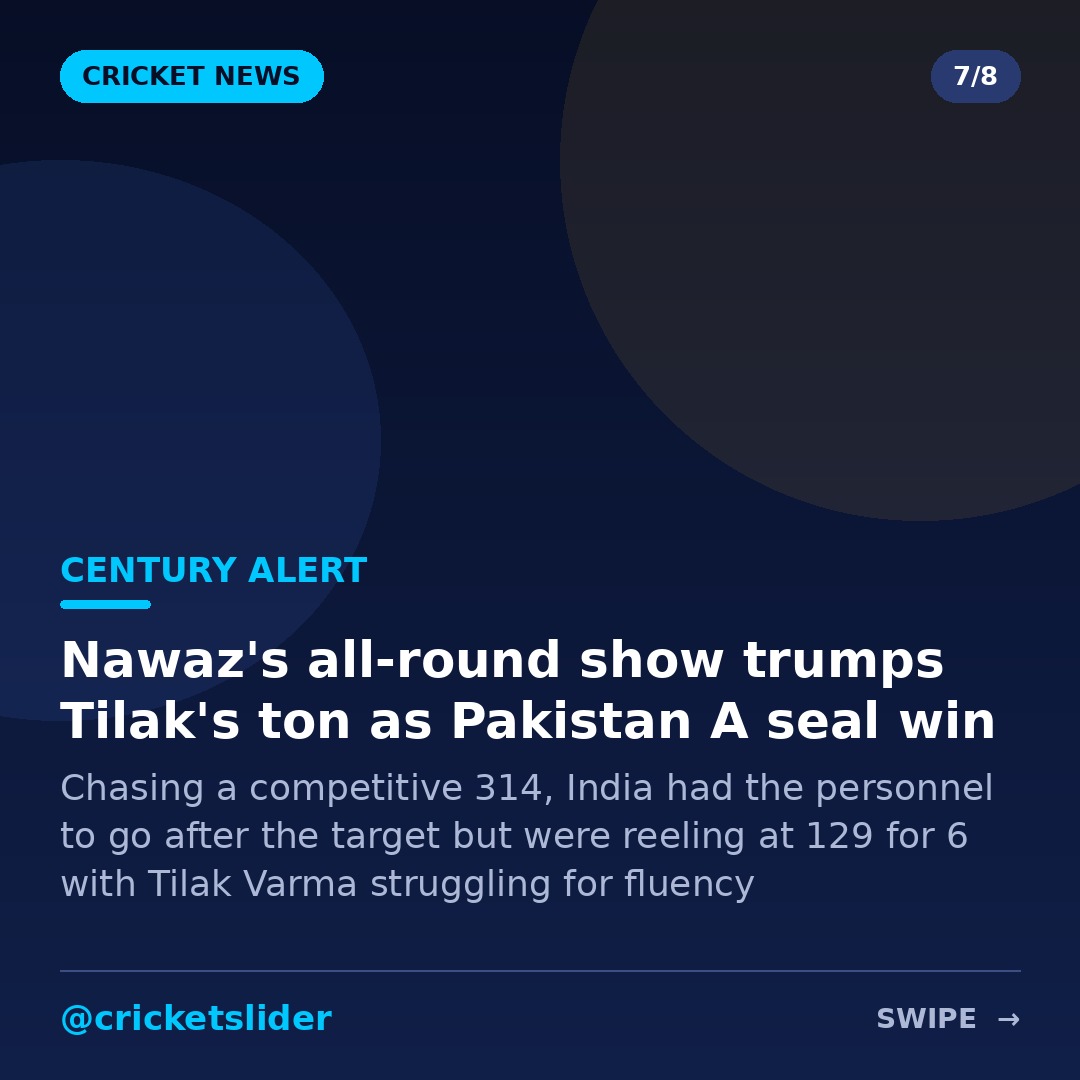 CRICKET NEWS
7/8
CENTURY ALERT
Nawaz's all-round show trumps
Tilak's ton as Pakistan A seal win
Chasing a competitive 314, India had the personnel
to go after the target but were reeling at 129 for 6
with Tilak Varma struggling for fluency
@cricketslider
SWIPE →